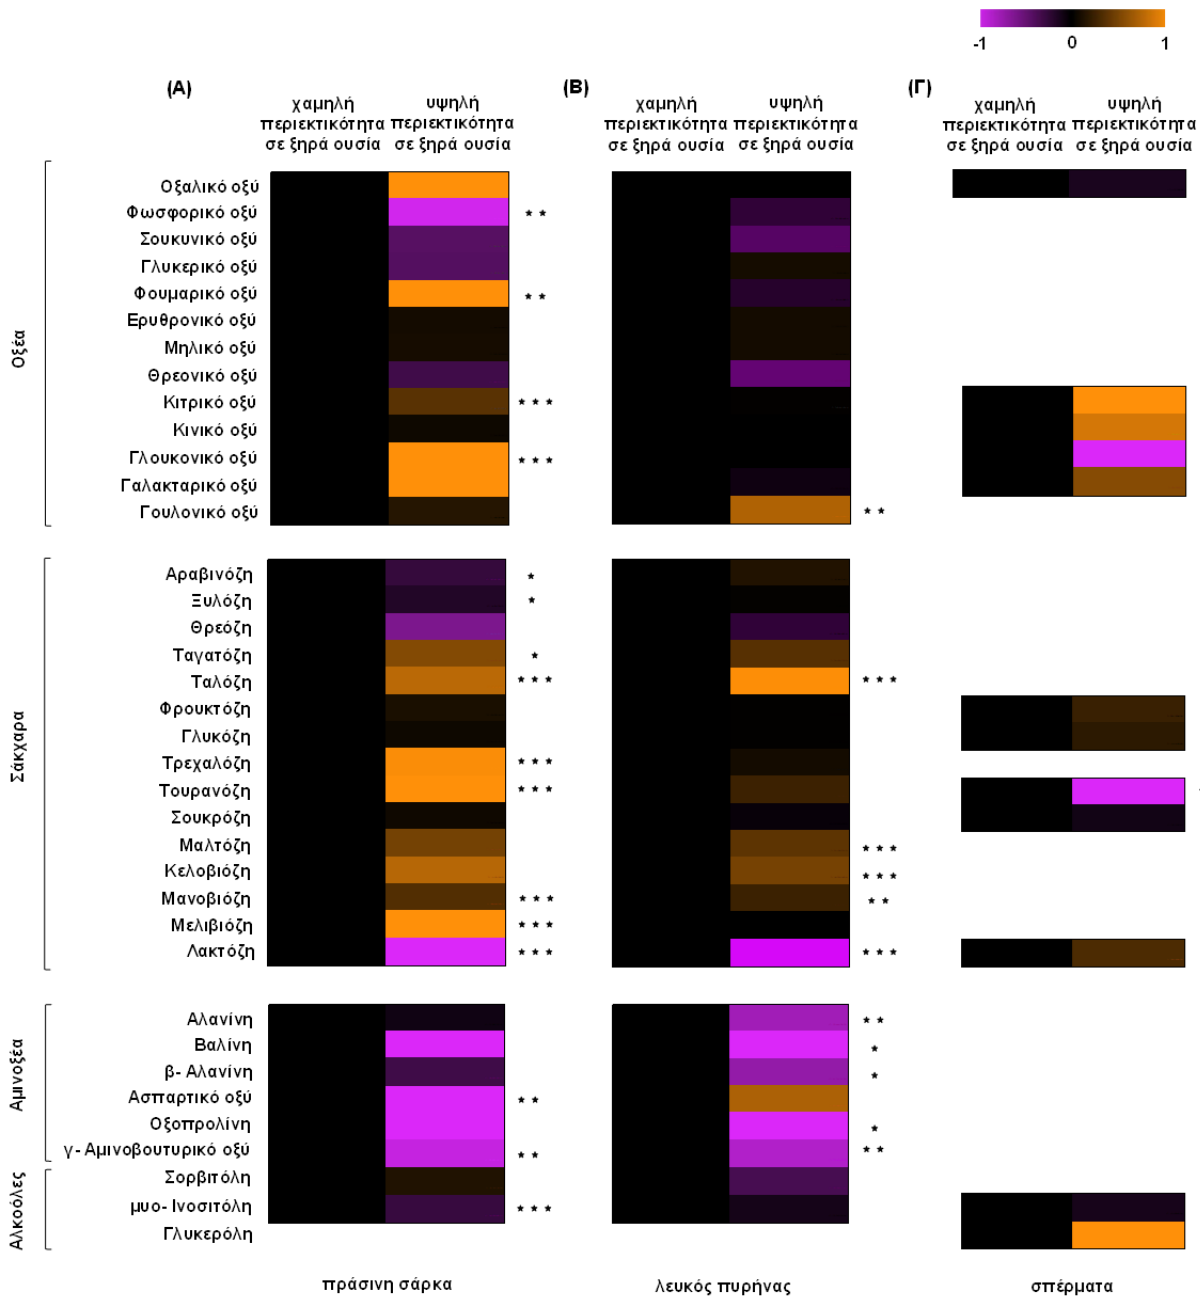 -1 0 1
(Α) (Β) (Γ)
χαμηλή
περιεκτικότητα
σε ξηρά ουσία
υψηλή
περιεκτικότητα
σε ξηρά ουσία
χαμηλή
περιεκτικότητα
σε ξηρά ουσία
υψηλή
περιεκτικότητα
σε ξηρά ουσία
χαμηλή
περιεκτικότητα
σε ξηρά ουσία
υψηλή
περιεκτικότητα
σε ξηρά ουσία
Οξέα
Οξαλικό οξύ
Φωσφορικό οξύ * *
Σουκυνικό οξύ
Γλυκερικό οξύ
Φουμαρικό οξύ * *
Ερυθρονικό οξύ
Μηλικό οξύ
Θρεονικό οξύ
Κιτρικό οξύ * * *
Κινικό οξύ
Γλουκονικό οξύ * * *
Γαλακταρικό οξύ
Γουλονικό οξύ * *
Σάκχαρα
Αραβινόζη *
Ξυλόζη *
Θρεόζη
Ταγατόζη *
Ταλόζη * * * * * *
Φρουκτόζη
Γλυκόζη
Τρεχαλόζη * * *
Τουρανόζη * * *
Σουκρόζη
Μαλτόζη * * *
Κελοβιόζη * * *
Μανοβιόζη * * * * *
Μελιβιόζη * * *
Λακτόζη * * * * * *
Αμινοξέα
Αλανίνη * *
Βαλίνη *
β- Αλανίνη *
Ασπαρτικό οξύ * *
Οξοπρολίνη *
γ- Αμινοβουτυρικό οξύ * * * *
Αλκοόλες
Σορβιτόλη
μυο- Ινοσιτόλη * * *
Γλυκερόλη
πράσινη σάρκα λευκός πυρήνας σπέρματα